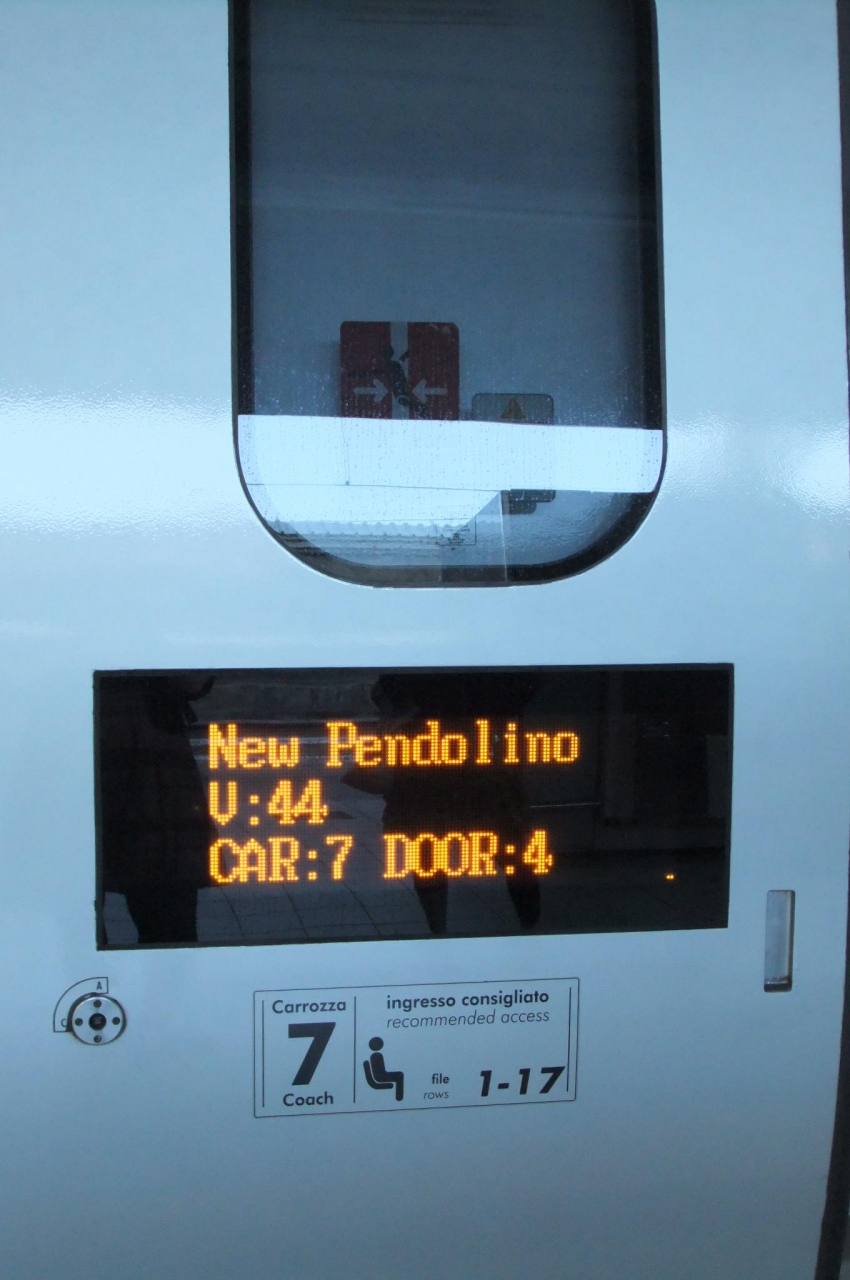 New Pendolino
V:44
CAR:7 DOOR:4
A
C
Carrozza
7
Coach
ingresso consigliato
recommended access
file
rows
1-17